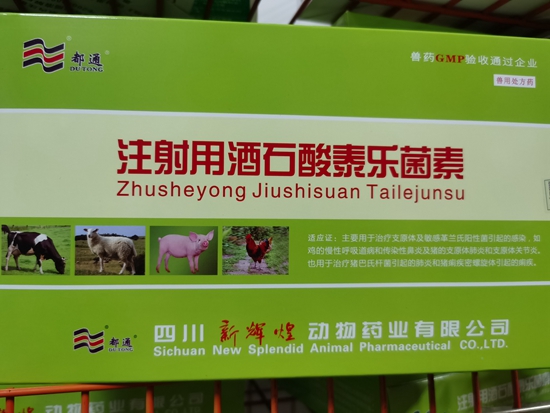 都通
DUTONG
兽药GMP验收通过企业
兽用处方药
注射用酒石酸泰乐菌素
Zhusheyong Jiushisuan Tailejunsu
适应证：主要用于治疗支原体及敏感革兰氏阳性菌引起的感染，如
鸡的慢性呼吸道病和传染性鼻炎及猪的支原体肺炎和支原体关节炎。
也用于治疗猪巴氏杆菌引起的肺炎和猪痢疾密螺旋体引起的痢疾。
都通
DUTONG
四川新辉煌动物药业有限公司
Sichuan New Splendid Animal Pharmaceutical CO.,LTD.